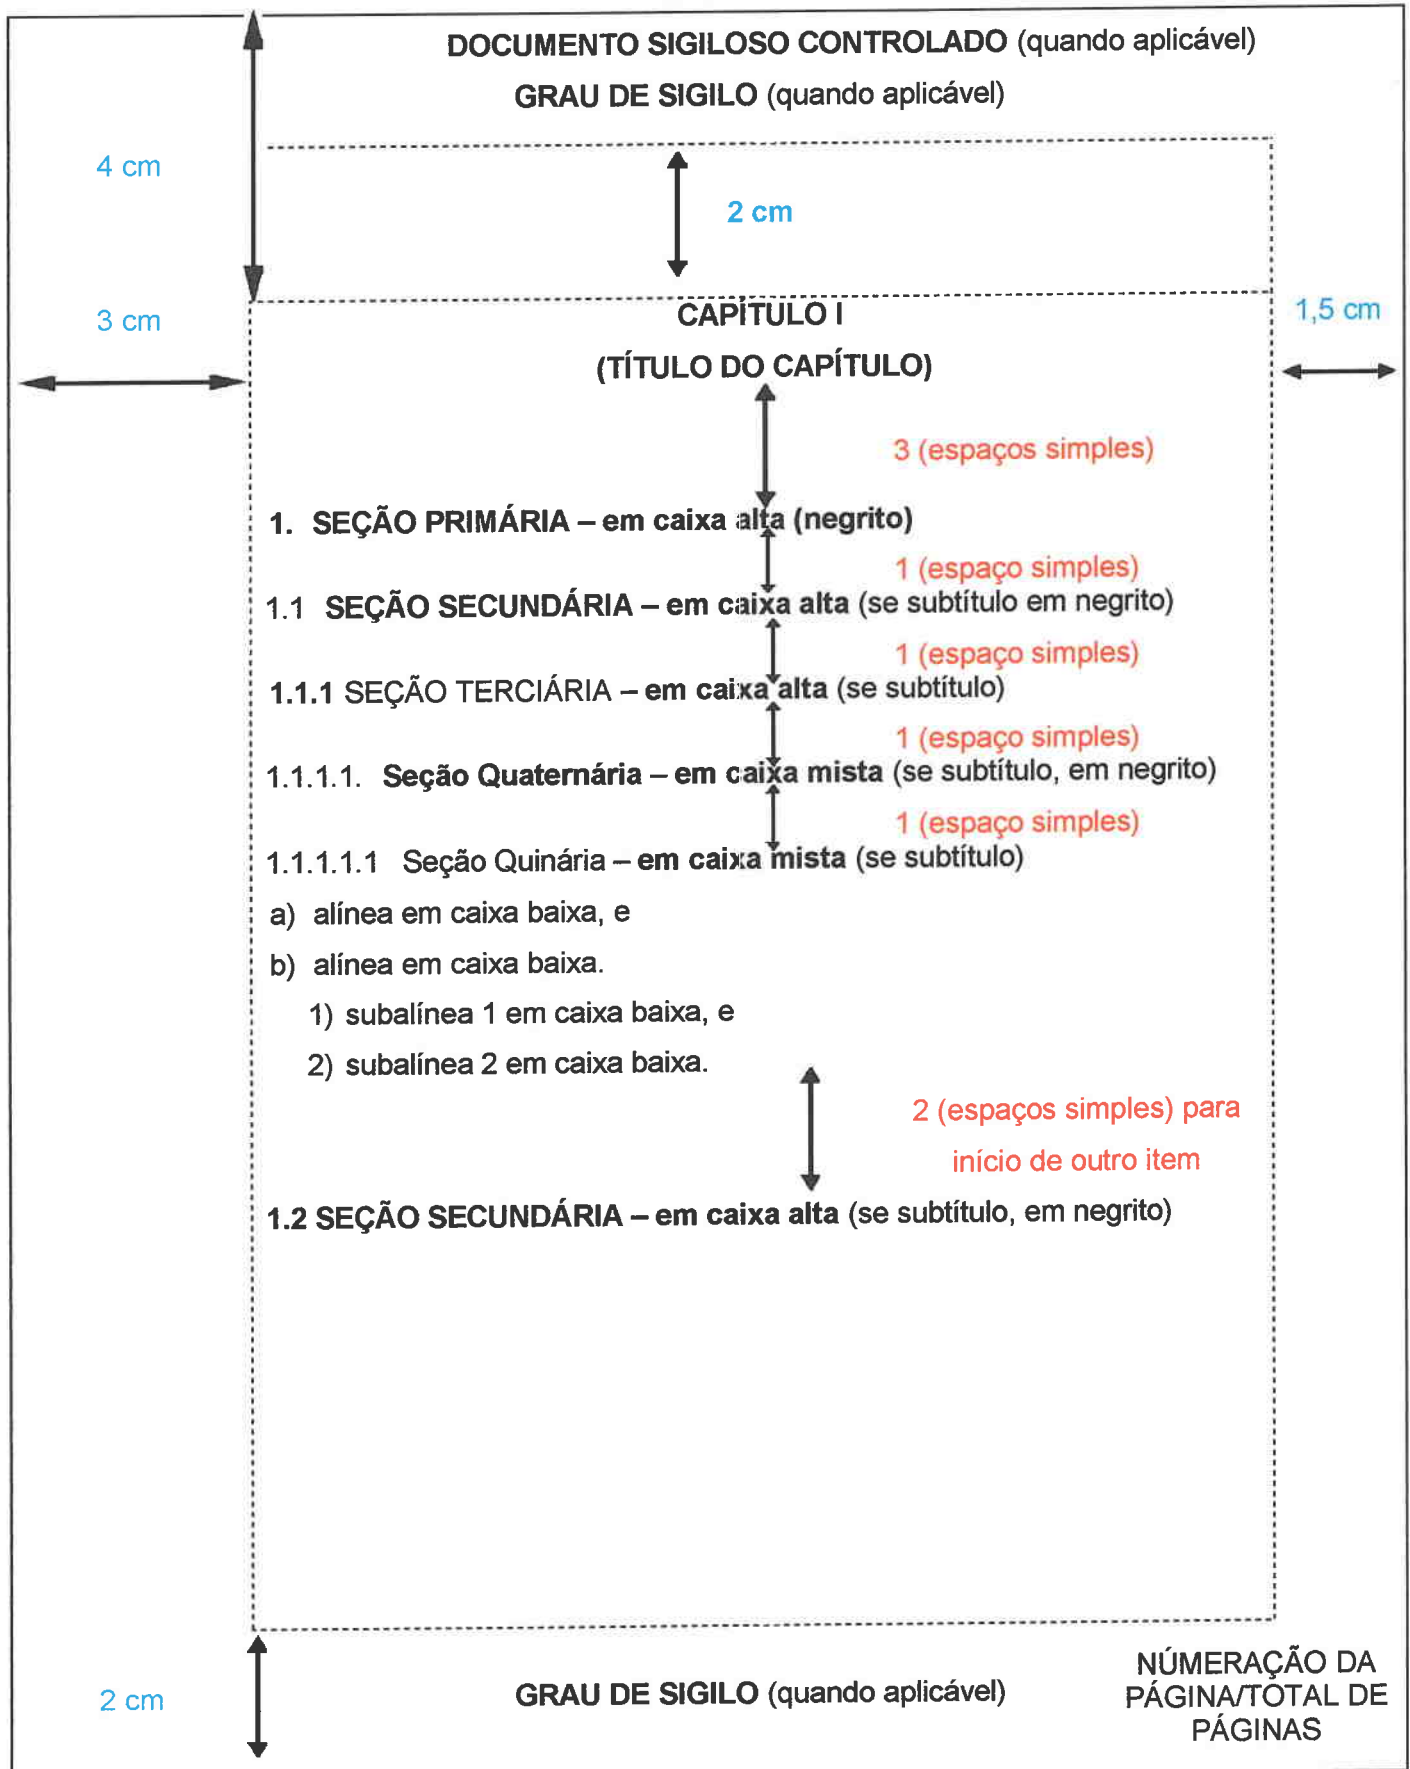 DOCUMENTO SIGILOSO CONTROLADO (quando aplicável)
GRAU DE SIGILO (quando aplicável)
4 cm
2 cm
3 cm
CAPÍTULO I
1,5 cm
(TÍTULO DO CAPÍTULO)
3 (espaços simples)
1. SEÇÃO PRIMÁRIA – em caixa alta (negrito)
1 (espaço simples)
1.1 SEÇÃO SECUNDÁRIA – em caixa alta (se subtítulo em negrito)
1 (espaço simples)
1.1.1 SEÇÃO TERCIÁRIA – em caixa alta (se subtítulo)
1 (espaço simples)
1.1.1.1. Seção Quaternária – em caixa mista (se subtítulo, em negrito)
1 (espaço simples)
1.1.1.1.1 Seção Quinária – em caixa mista (se subtítulo)
a) alínea em caixa baixa, e
b) alínea em caixa baixa.
1) subalínea 1 em caixa baixa, e
2) subalínea 2 em caixa baixa.
2 (espaços simples) para
início de outro item
1.2 SEÇÃO SECUNDÁRIA – em caixa alta (se subtítulo, em negrito)
2 cm
GRAU DE SIGILO (quando aplicável)
NÚMERAÇÃO DA
PÁGINA/TOTAL DE
PÁGINAS